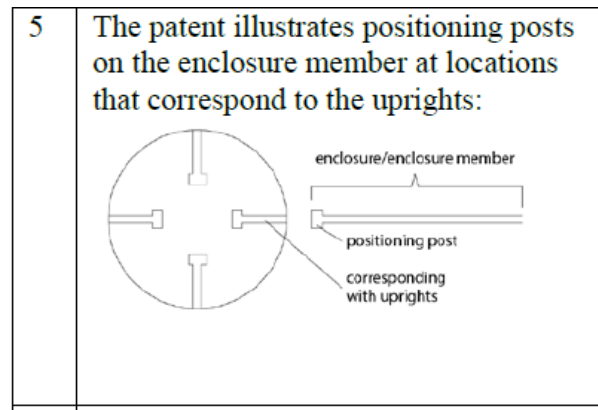 5
The patent illustrates positioning posts
on the enclosure member at locations
that correspond to the uprights:
enclosure/enclosure member
positioning post
corresponding
with uprights